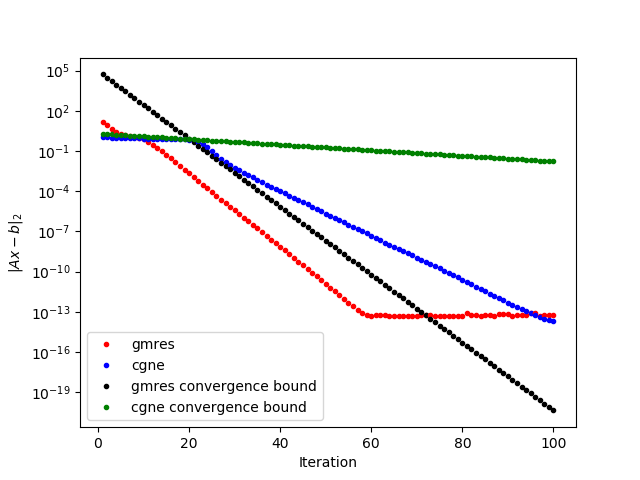 10^5
10^2
10^-1
10^-4
10^-7
10^-10
10^-13
10^-16
10^-19
|Ax − b|_2
gmres
cgne
gmres convergence bound
cgne convergence bound
0 20 40 60 80 100
Iteration